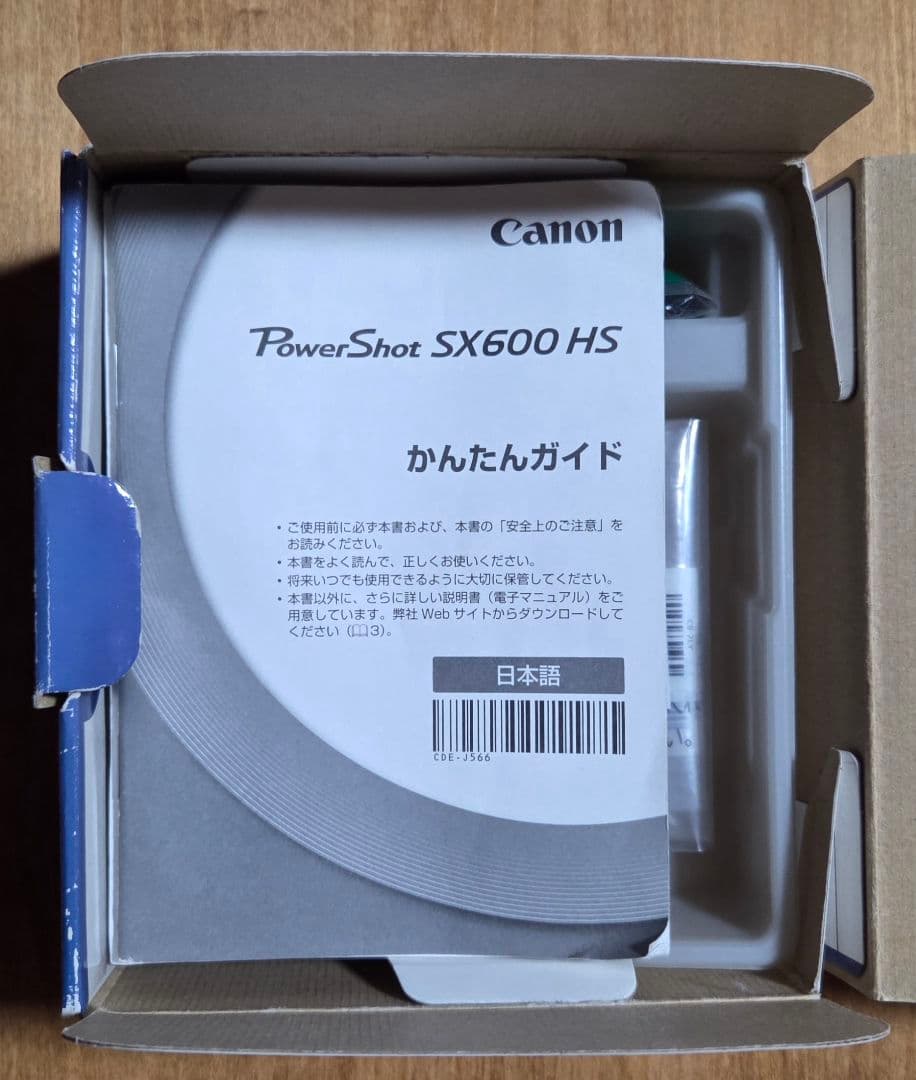 Canon
PowerShot SX600 HS
かんたんガイド
・ご使用前に必ず本書および、本書の「安全上のご注意」を
お読みください。
・本書をよく読んで、正しくお使いください。
・将来いつでも使用できるように大切に保管してください。
・本書以外に、さらに詳しい説明書（電子マニュアル）をご
用意しています。弊社 Web サイトからダウンロードして
ください（3）。
日本語
CDE-J566